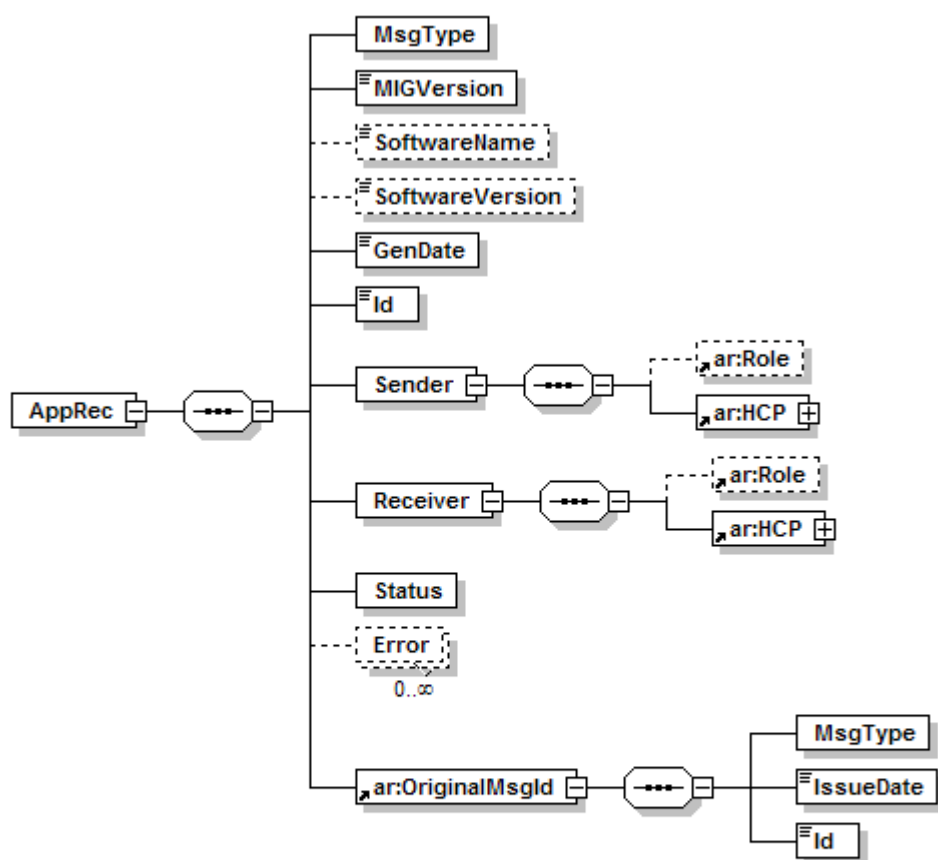 MsgType
MIGVersion
SoftwareName
SoftwareVersion
GenDate
Id
ar:Role
Sender
ar:HCP
AppRec
ar:Role
Receiver
ar:HCP
Status
Error
0..∞
MsgType
ar:OriginalMsgId
IssueDate
Id